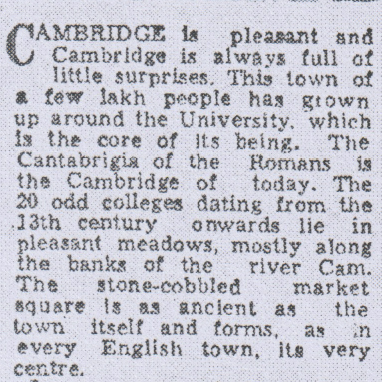 CAMBRIDGE is pleasant and
Cambridge is always full of
little surprises. This town of
a few lakh people has grown
up around the University, which
is the core of its being. The
Cantabrigia of the Romans is
the Cambridge of today. The
20 odd colleges dating from the
13th century onwards lie in
pleasant meadows, mostly along
the banks of the river Cam.
The stone-cobbled market
square is as ancient as the
town itself and forms, as in
every English town, its very
centre.